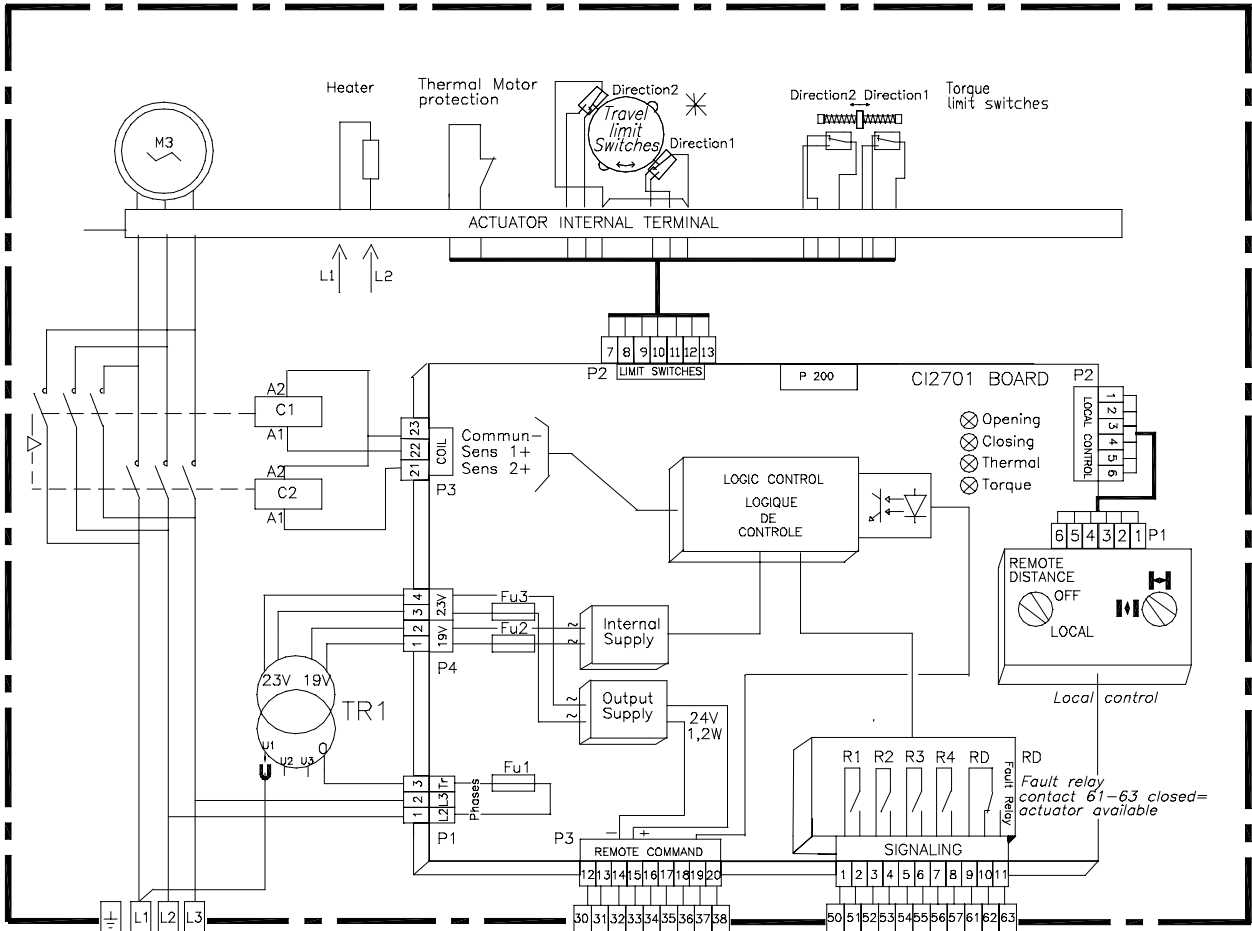 Heater
Thermal Motor
protection
Direction2
Travel
limit
Switches
Direction1
Direction2 Direction1
Torque
limit switches
M3
ACTUATOR INTERNAL TERMINAL
L1 L2
7 8 9 10 11 12 13
P2 LIMIT SWITCHES
P 200
CI2701 BOARD
P2
LOCAL CONTROL
1 2 3 4 5 6
A2
C1
A1
A2
C2
A1
23 22 21
COIL
P3
Commun-
Sens 1+
Sens 2+
Opening
Closing
Thermal
Torque
LOGIC CONTROL
LOGIQUE
DE
CONTROLE
6 5 4 3 2 1 P1
REMOTE
DISTANCE
OFF
LOCAL
Local control
4 3 2 1
23V
19V
P4
Fu3
Fu2
Internal
Supply
Output
Supply
24V
1,2W
23V 19V
TR1
U1 U2 U3 0
3 2 1
Tr
L3
L2
Phases
P1
Fu1
R1 R2 R3 R4 RD
Fault Relay
RD
Fault relay
contact 61-63 closed=
actuator available
P3
- +
REMOTE COMMAND
SIGNALING
12 13 14 15 16 17 18 19 20
1 2 3 4 5 6 7 8 9 10 11
L1 L2 L3
30 31 32 33 34 35 36 37 38
50 51 52 53 54 55 56 57 61 62 63